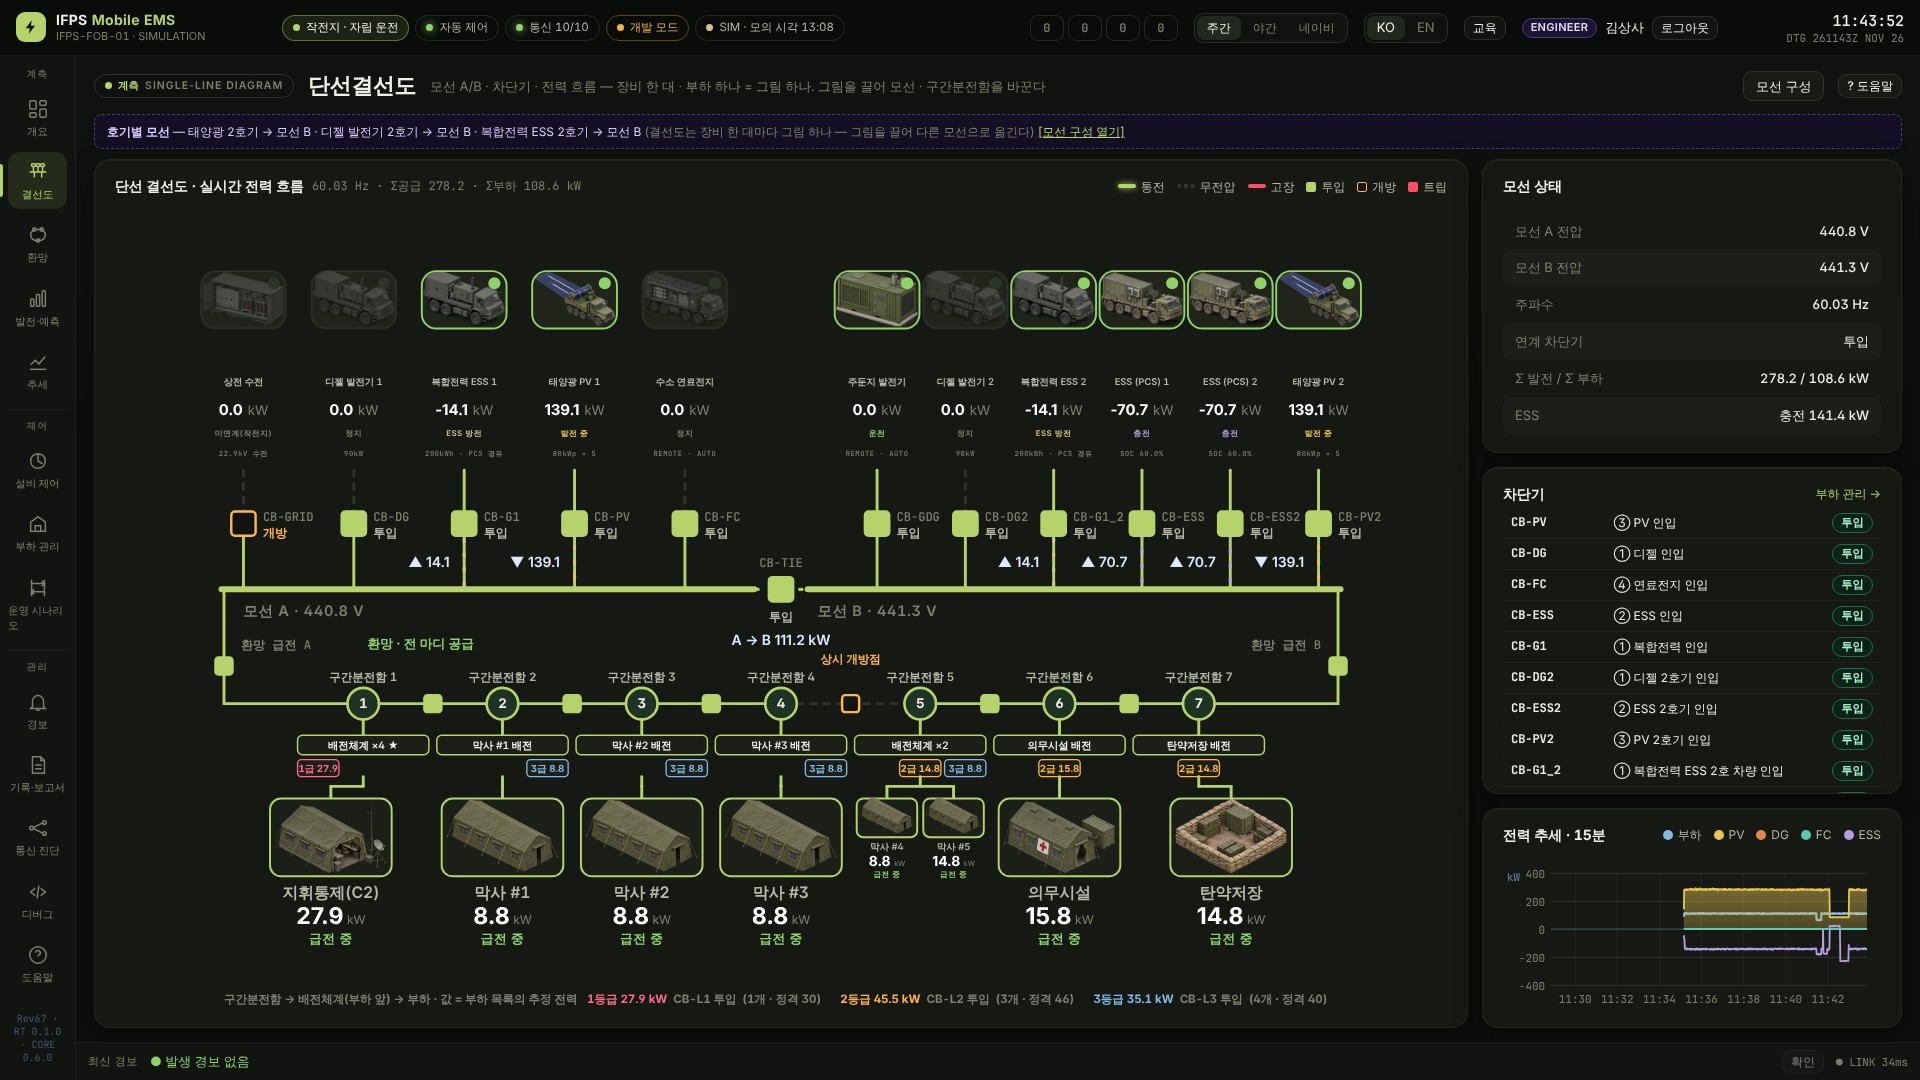 IFPS Mobile EMS
IFPS-FOB-01 · SIMULATION
작전지 · 자립 운전
자동 제어
통신 10/10
개발 모드
SIM · 모의 시각 13:08
0 0 0 0
주간 야간 네이비
KO EN
교육
ENGINEER 김상사 로그아웃
11:43:52
DTG 261143Z NOV 26
계측
개요
결선도
환망
발전·예측
추세
제어
설비 제어
부하 관리
운영 시나리오
관리
경보
기록·보고서
통신 진단
디버그
도움말
Rev67 ·
RT 0.1.0
· CORE
0.6.0
계측 SINGLE-LINE DIAGRAM
단선결선도
모선 A/B · 차단기 · 전력 흐름 — 장비 한 대 · 부하 하나 = 그림 하나. 그림을 끌어 모선 · 구간분전함을 바꾼다
모선 구성
? 도움말
호기별 모선 — 태양광 2호기 → 모선 B · 디젤 발전기 2호기 → 모선 B · 복합전력 ESS 2호기 → 모선 B (결선도는 장비 한 대마다 그림 하나 — 그림을 끌어 다른 모선으로 옮긴다) [모선 구성 열기]
단선 결선도 · 실시간 전력 흐름 60.03 Hz · Σ공급 278.2 · Σ부하 108.6 kW
통전 무전압 고장 투입 개방 트립
상전 수전 디젤 발전기 1 복합전력 ESS 1 태양광 PV 1 수소 연료전지 주둔지 발전기 디젤 발전기 2 복합전력 ESS 2 ESS (PCS) 1 ESS (PCS) 2 태양광 PV 2
0.0 kW 0.0 kW -14.1 kW 139.1 kW 0.0 kW 0.0 kW 0.0 kW -14.1 kW -70.7 kW -70.7 kW 139.1 kW
미연계(작전지) 정지 ESS 방전 발전 중 정지 운전 정지 ESS 방전 충전 충전 발전 중
22.9kV 수전 90kW 200kWh · PCS 경유 80kWp × 5 REMOTE · AUTO REMOTE · AUTO 90kW 200kWh · PCS 경유 SOC 60.0% SOC 60.0% 80kWp × 5
CB-GRID CB-DG CB-G1 CB-PV CB-FC CB-GDG CB-DG2 CB-G1_2 CB-ESS CB-ESS2 CB-PV2
개방 투입 투입 투입 투입 투입 투입 투입 투입 투입 투입
▲ 14.1 ▼ 139.1 ▲ 14.1 ▲ 70.7 ▲ 70.7 ▼ 139.1
CB-TIE
투입
모선 A · 440.8 V
모선 B · 441.3 V
환망 급전 A
환망 · 전 마디 공급
A → B 111.2 kW
환망 급전 B
상시 개방점
구간분전함 1 구간분전함 2 구간분전함 3 구간분전함 4 구간분전함 5 구간분전함 6 구간분전함 7
1 2 3 4 5 6 7
배전체계 ×4 ★ 막사 #1 배전 막사 #2 배전 막사 #3 배전 배전체계 ×2 의무시설 배전 탄약저장 배전
1급 27.9 3급 8.8 3급 8.8 3급 8.8 2급 14.8 3급 8.8 2급 15.8 2급 14.8
막사 #4 막사 #5
8.8 kW 14.8 kW
급전 중 급전 중
지휘통제(C2) 막사 #1 막사 #2 막사 #3 의무시설 탄약저장
27.9 kW 8.8 kW 8.8 kW 8.8 kW 15.8 kW 14.8 kW
급전 중 급전 중 급전 중 급전 중 급전 중 급전 중
구간분전함 → 배전체계(부하 앞) → 부하 · 값 = 부하 목록의 추정 전력 1등급 27.9 kW CB-L1 투입 (1개 · 정격 30) 2등급 45.5 kW CB-L2 투입 (3개 · 정격 46) 3등급 35.1 kW CB-L3 투입 (4개 · 정격 40)
모선 상태
모선 A 전압 440.8 V
모선 B 전압 441.3 V
주파수 60.03 Hz
연계 차단기 투입
Σ 발전 / Σ 부하 278.2 / 108.6 kW
ESS 충전 141.4 kW
차단기 부하 관리 →
CB-PV ③ PV 인입 투입
CB-DG ① 디젤 인입 투입
CB-FC ④ 연료전지 인입 투입
CB-ESS ② ESS 인입 투입
CB-G1 ① 복합전력 인입 투입
CB-DG2 ① 디젤 2호기 인입 투입
CB-ESS2 ② ESS 2호기 인입 투입
CB-PV2 ③ PV 2호기 인입 투입
CB-G1_2 ① 복합전력 ESS 2호 차량 인입 투입
전력 추세 · 15분 부하 PV DG FC ESS
kW 400
200
0
-200
-400
11:30 11:32 11:34 11:36 11:38 11:40 11:42
최신 경보 발생 경보 없음
확인 LINK 34ms